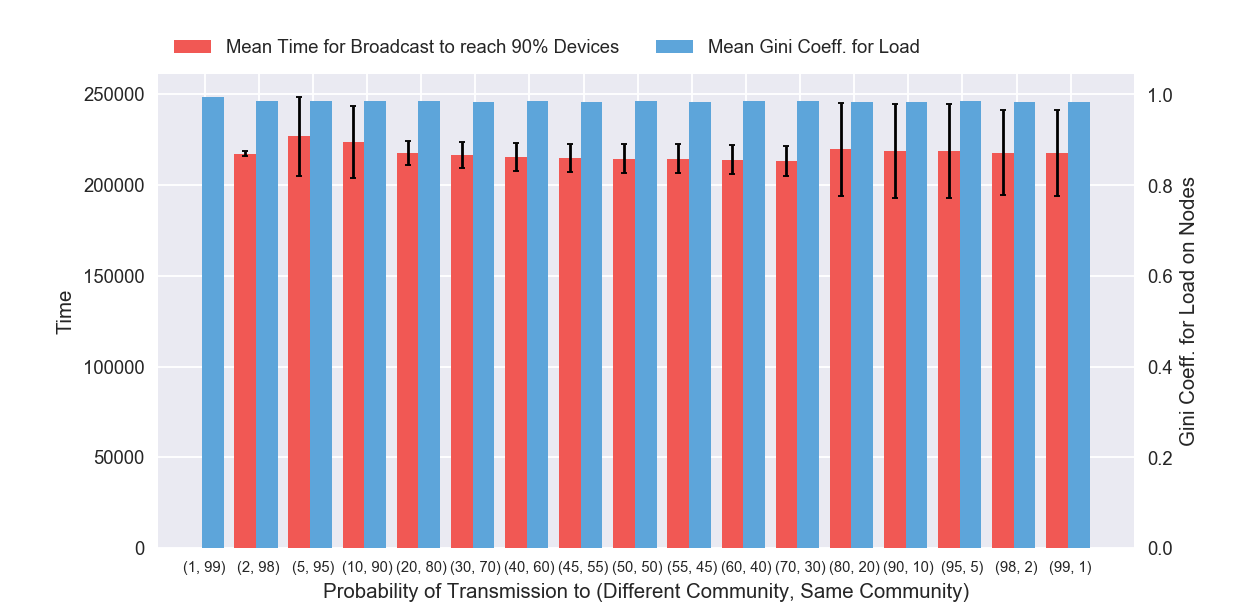 Mean Time for Broadcast to reach 90% Devices Mean Gini Coeff. for Load
250000
200000
150000
100000
50000
0
Time
1.0
0.8
0.6
0.4
0.2
0.0
Gini Coeff. for Load on Nodes
(1, 99) (2, 98) (5, 95) (10, 90) (20, 80) (30, 70) (40, 60) (45, 55) (50, 50) (55, 45) (60, 40) (70, 30) (80, 20) (90, 10) (95, 5) (98, 2) (99, 1)
Probability of Transmission to (Different Community, Same Community)